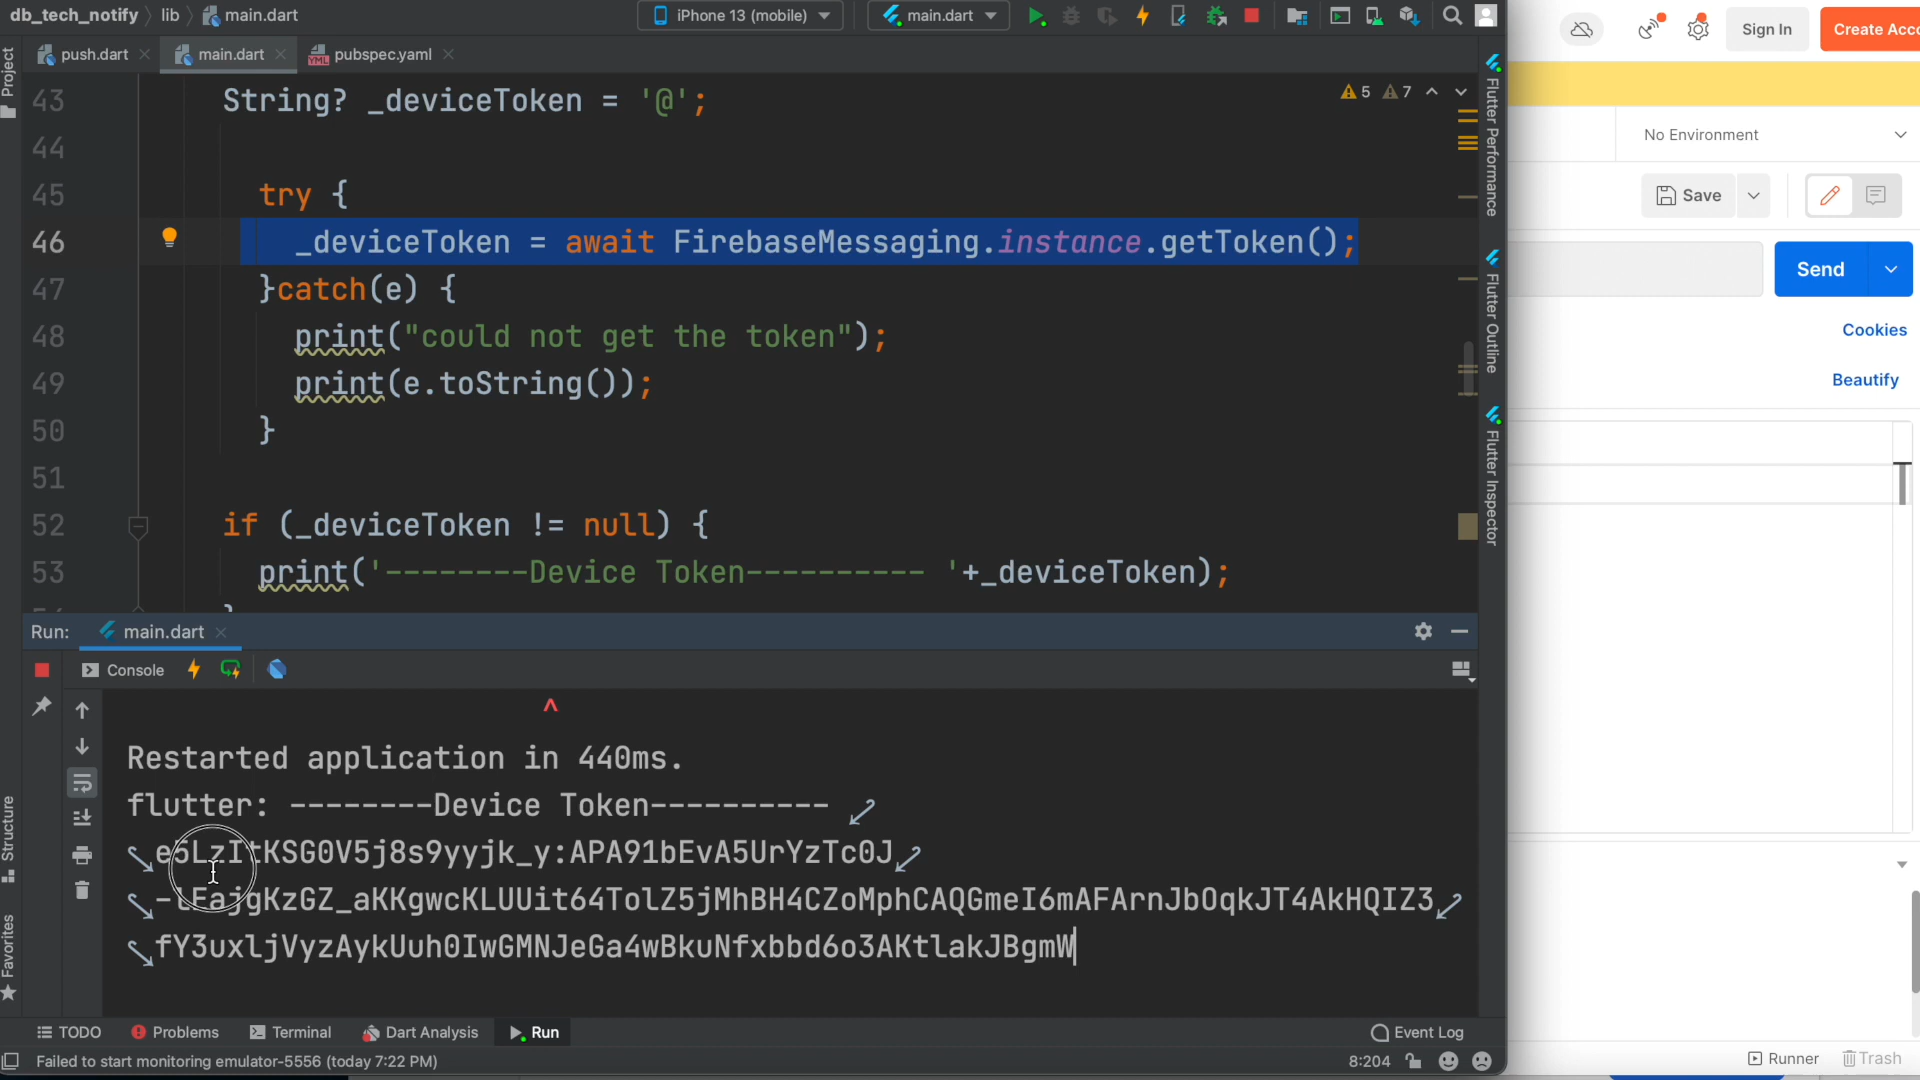 db_tech_notify
lib
main.dart
iPhone 13 (mobile)
main.dart
Sign In
Create Acco
push.dart
main.dart
pubspec.yaml
Project
Flutter Performance
Flutter Outline
Flutter Inspector
Structure
Favorites
5
7
43 String? _deviceToken = '@';
44
45 try {
46 _deviceToken = await FirebaseMessaging.instance.getToken();
47 }catch(e) {
48 print("could not get the token");
49 print(e.toString());
50 }
51
52 if (_deviceToken != null) {
53 print('--------Device Token---------- '+_deviceToken);
No Environment
Save
Send
Cookies
Beautify
Run:
main.dart
Console
Restarted application in 440ms.
flutter: --------Device Token----------
e5LzItKSG0V5j8s9yyjk_y:APA91bEvA5UrYzTc0J
-lEajgKzGZ_aKKgwcKLUUit64TolZ5jMhBH4CZoMphCAQGmeI6mAFArnJbOqkJT4AkHQIZ3
fY3uxljVyzAykUuh0IwGMNJeGa4wBkuNfxbbd6o3AKtlakJBgmW
TODO
Problems
Terminal
Dart Analysis
Run
Event Log
Failed to start monitoring emulator-5556 (today 7:22 PM)
8:204
Runner
Trash